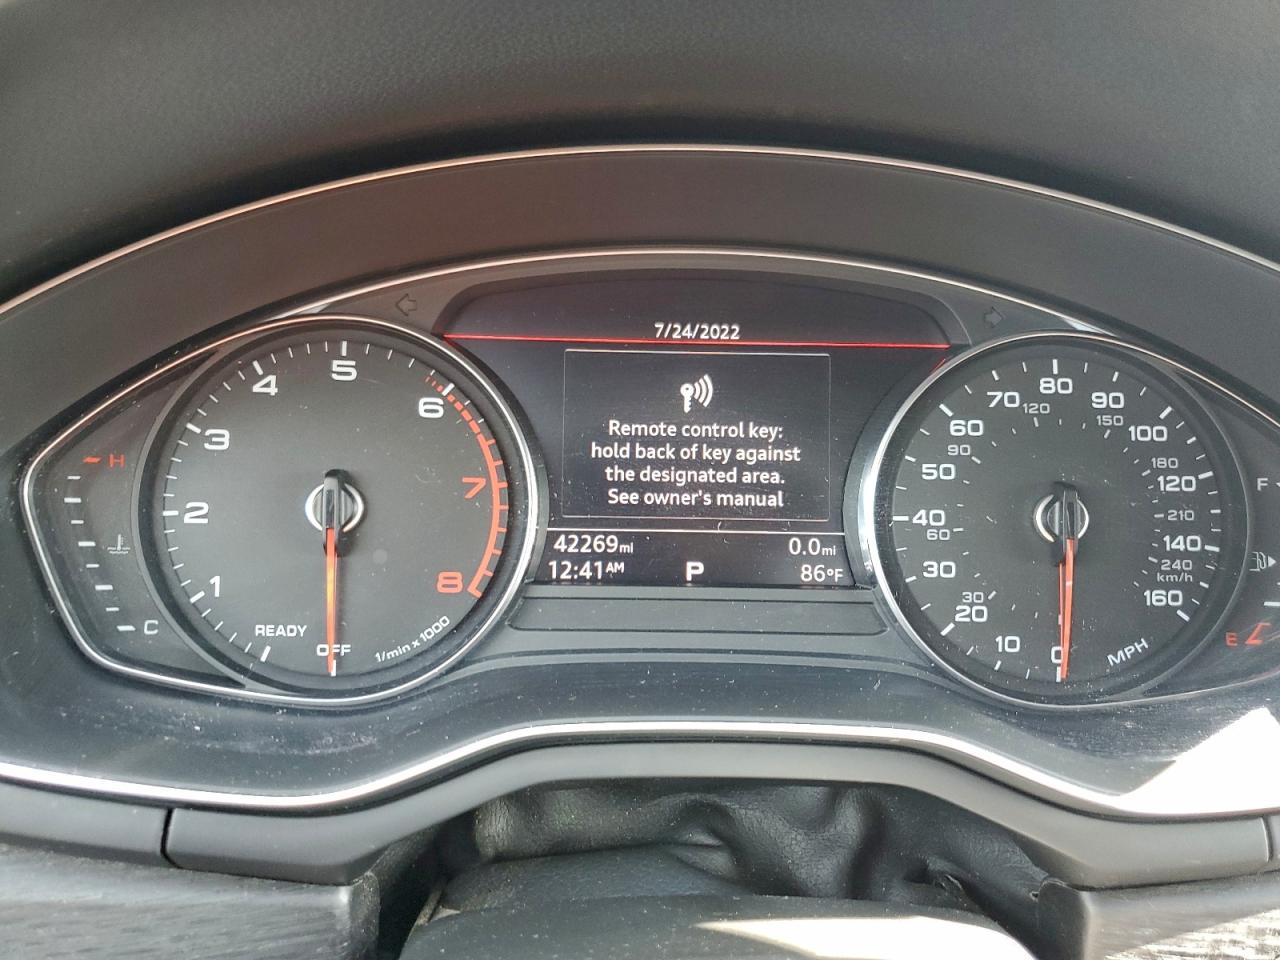 7/24/2022
Remote control key:
hold back of key against
the designated area.
See owner's manual
42269mi
0.0mi
12:41AM
P
86°F
H
C
1
2
3
4
5
6
7
8
READY
OFF
1/min x 1000
0
10
20
30
40
50
60
70
80
90
100
120
140
160
MPH
30
60
90
120
150
180
210
240
km/h
F
E